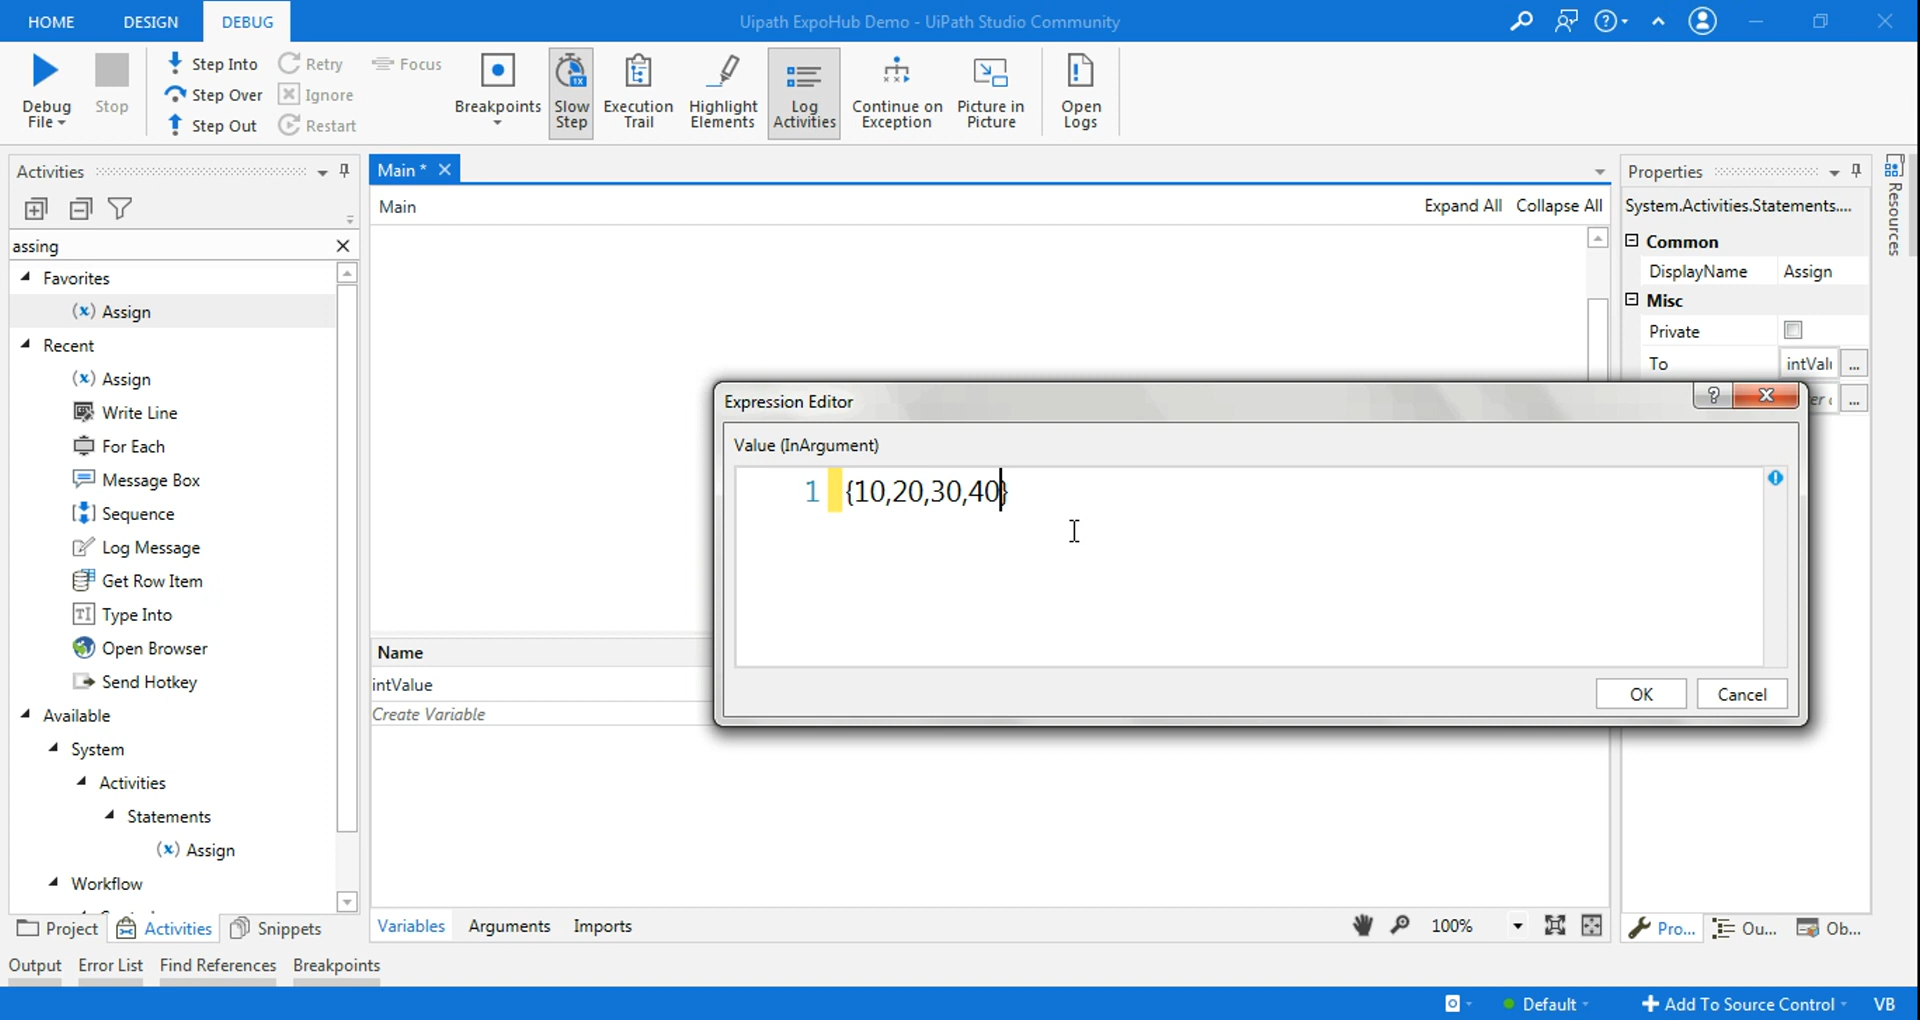 HOME DESIGN DEBUG Uipath ExpoHub Demo - UiPath Studio Community
Debug File
Stop
Step Into
Step Over
Step Out
Retry
Ignore
Restart
Focus
Breakpoints
Slow Step
Execution Trail
Highlight Elements
Log Activities
Continue on Exception
Picture in Picture
Open Logs
Activities
assing
Favorites
(x) Assign
Recent
(x) Assign
Write Line
For Each
Message Box
Sequence
Log Message
Get Row Item
Type Into
Open Browser
Send Hotkey
Available
System
Activities
Statements
(x) Assign
Workflow
Project Activities Snippets
Main *
Main Expand All Collapse All
Expression Editor
Value (InArgument)
1 {10,20,30,40}
OK Cancel
Name
intValue
Create Variable
Variables Arguments Imports 100%
Properties
System.Activities.Statements....
Common
DisplayName Assign
Misc
Private
To intValu ...
...
Resources
Pro... Ou... Ob...
Output Error List Find References Breakpoints
Default Add To Source Control VB